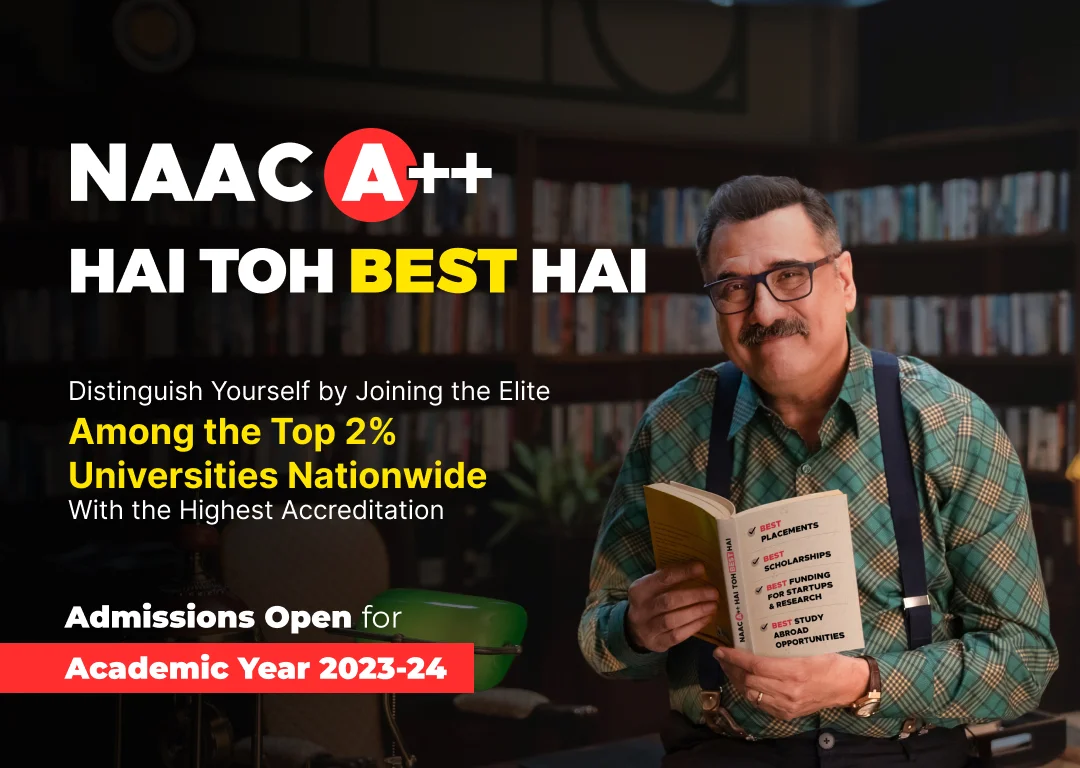 NAAC A++
HAI TOH BEST HAI
Distinguish Yourself by Joining the Elite
Among the Top 2%
Universities Nationwide
With the Highest Accreditation
Admissions Open for
Academic Year 2023-24
NAAC A++ HAI TOH BEST HAI
BEST
PLACEMENTS
BEST
SCHOLARSHIPS
BEST FUNDING
FOR STARTUPS
& RESEARCH
BEST STUDY
ABROAD
OPPORTUNITIES